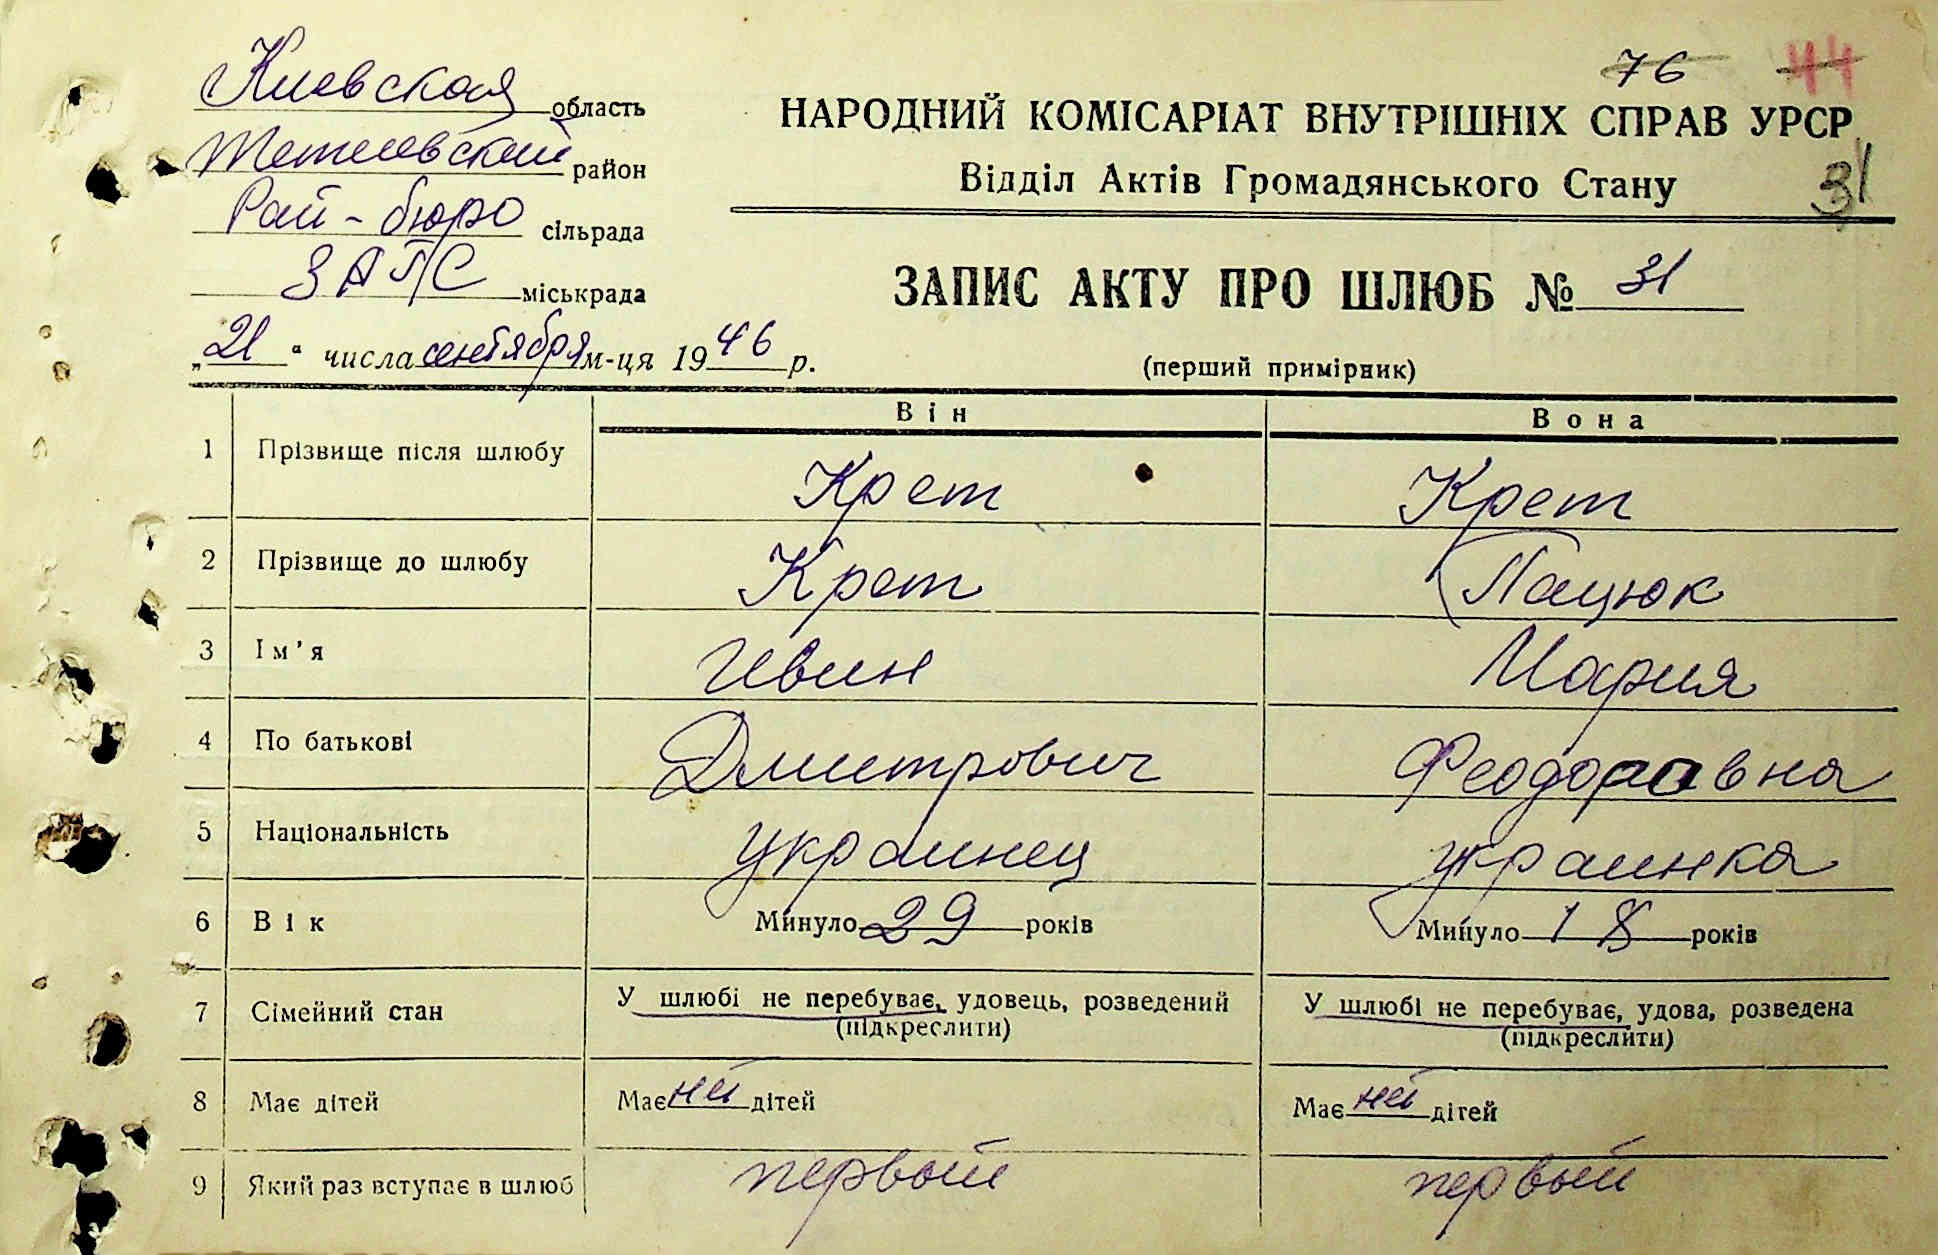 76 44
Киевская область
НАРОДНИЙ КОМІСАРІАТ ВНУТРІШНІХ СПРАВ УРСР
Тетиевский район
Відділ Актів Громадянського Стану 31
Рай-бюро сільрада
ЗАГС міськрада
ЗАПИС АКТУ ПРО ШЛЮБ № 31
„21“ числа сентября м-ця 1946 р.
(перший примірник)
Він Вона
1 Прізвище після шлюбу Крет Крет
2 Прізвище до шлюбу Крет Пацюк
3 Ім'я Иван Мария
4 По батькові Дмитрович Феодоровна
5 Національність украинец украинка
6 Вік Минуло 29 років Минуло 18 років
7 Сімейний стан У шлюбі не перебуває, удовець, розведений У шлюбі не перебуває, удова, розведена
(підкреслити) (підкреслити)
8 Має дітей Має нет дітей Має нет дітей
9 Який раз вступає в шлюб первый первый